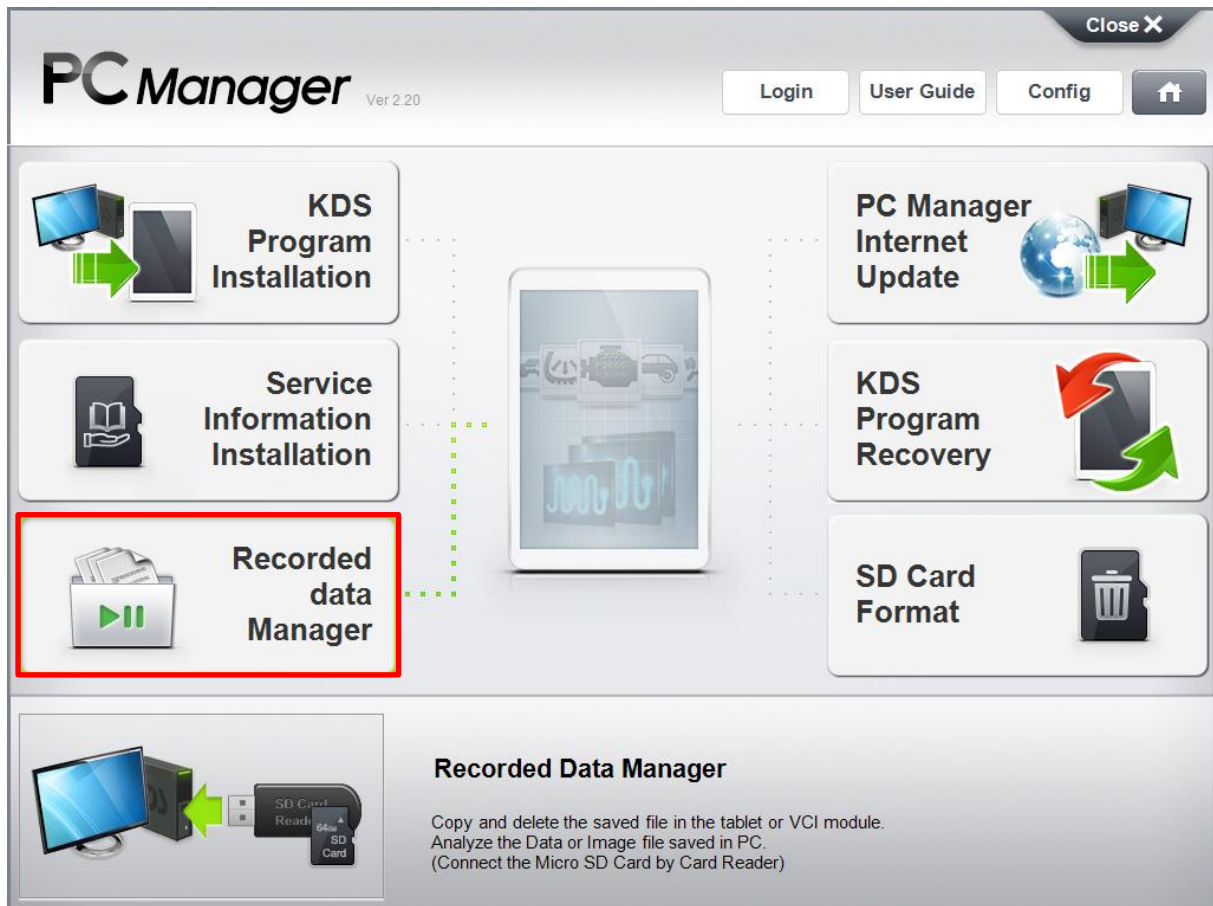 Close X
PC Manager Ver 2.20
Login
User Guide
Config
KDS
Program
Installation
PC Manager
Internet
Update
Service
Information
Installation
KDS
Program
Recovery
Recorded
data
Manager
SD Card
Format
SD Card
64GB
SD
Card
Recorded Data Manager
Copy and delete the saved file in the tablet or VCI module.
Analyze the Data or Image file saved in PC.
(Connect the Micro SD Card by Card Reader)